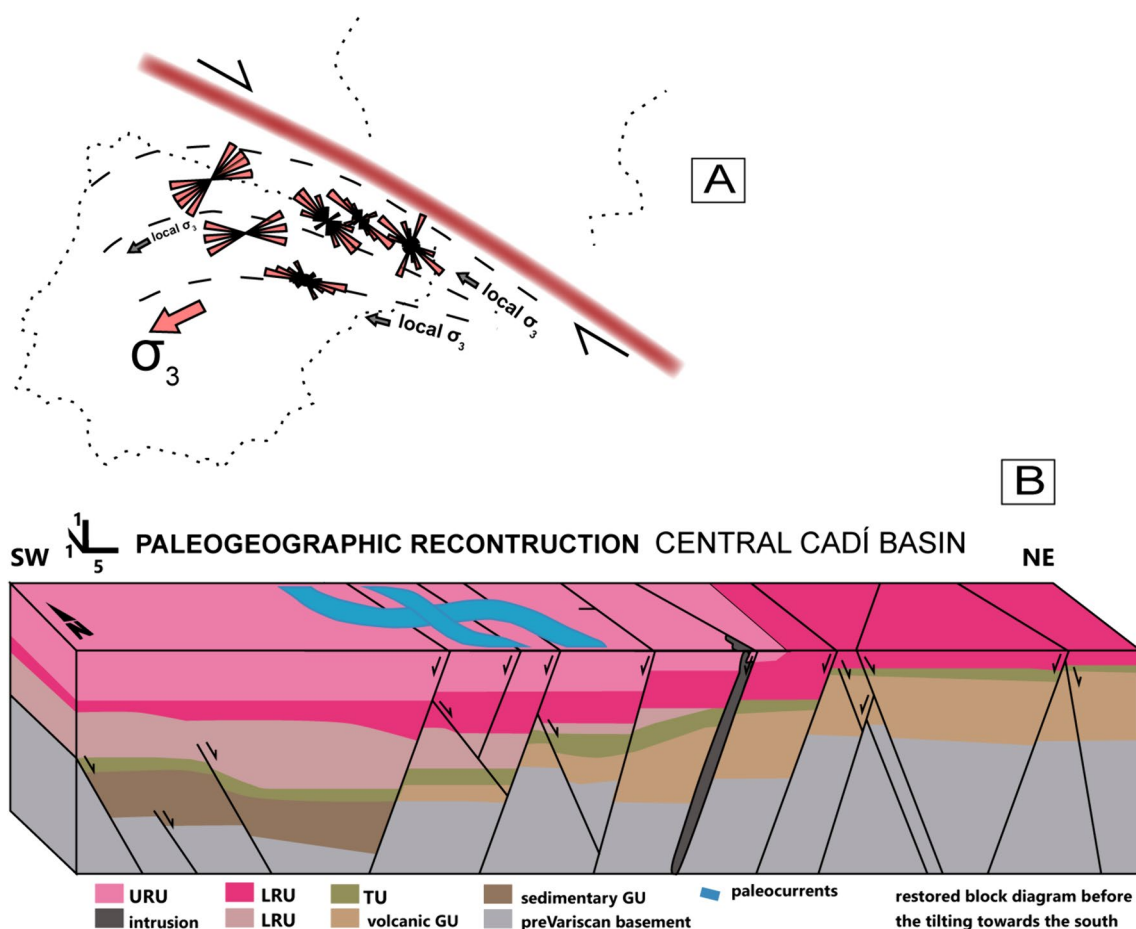 A
local σ3
local σ3
local σ3
σ3
B
1
1
5
SW
PALEOGEOGRAPHIC RECONTRUCTION CENTRAL CADÍ BASIN
NE
N
URU
LRU
TU
sedimentary GU
paleocurrents
restored block diagram before
intrusion
LRU
volcanic GU
preVariscan basement
the tilting towards the south